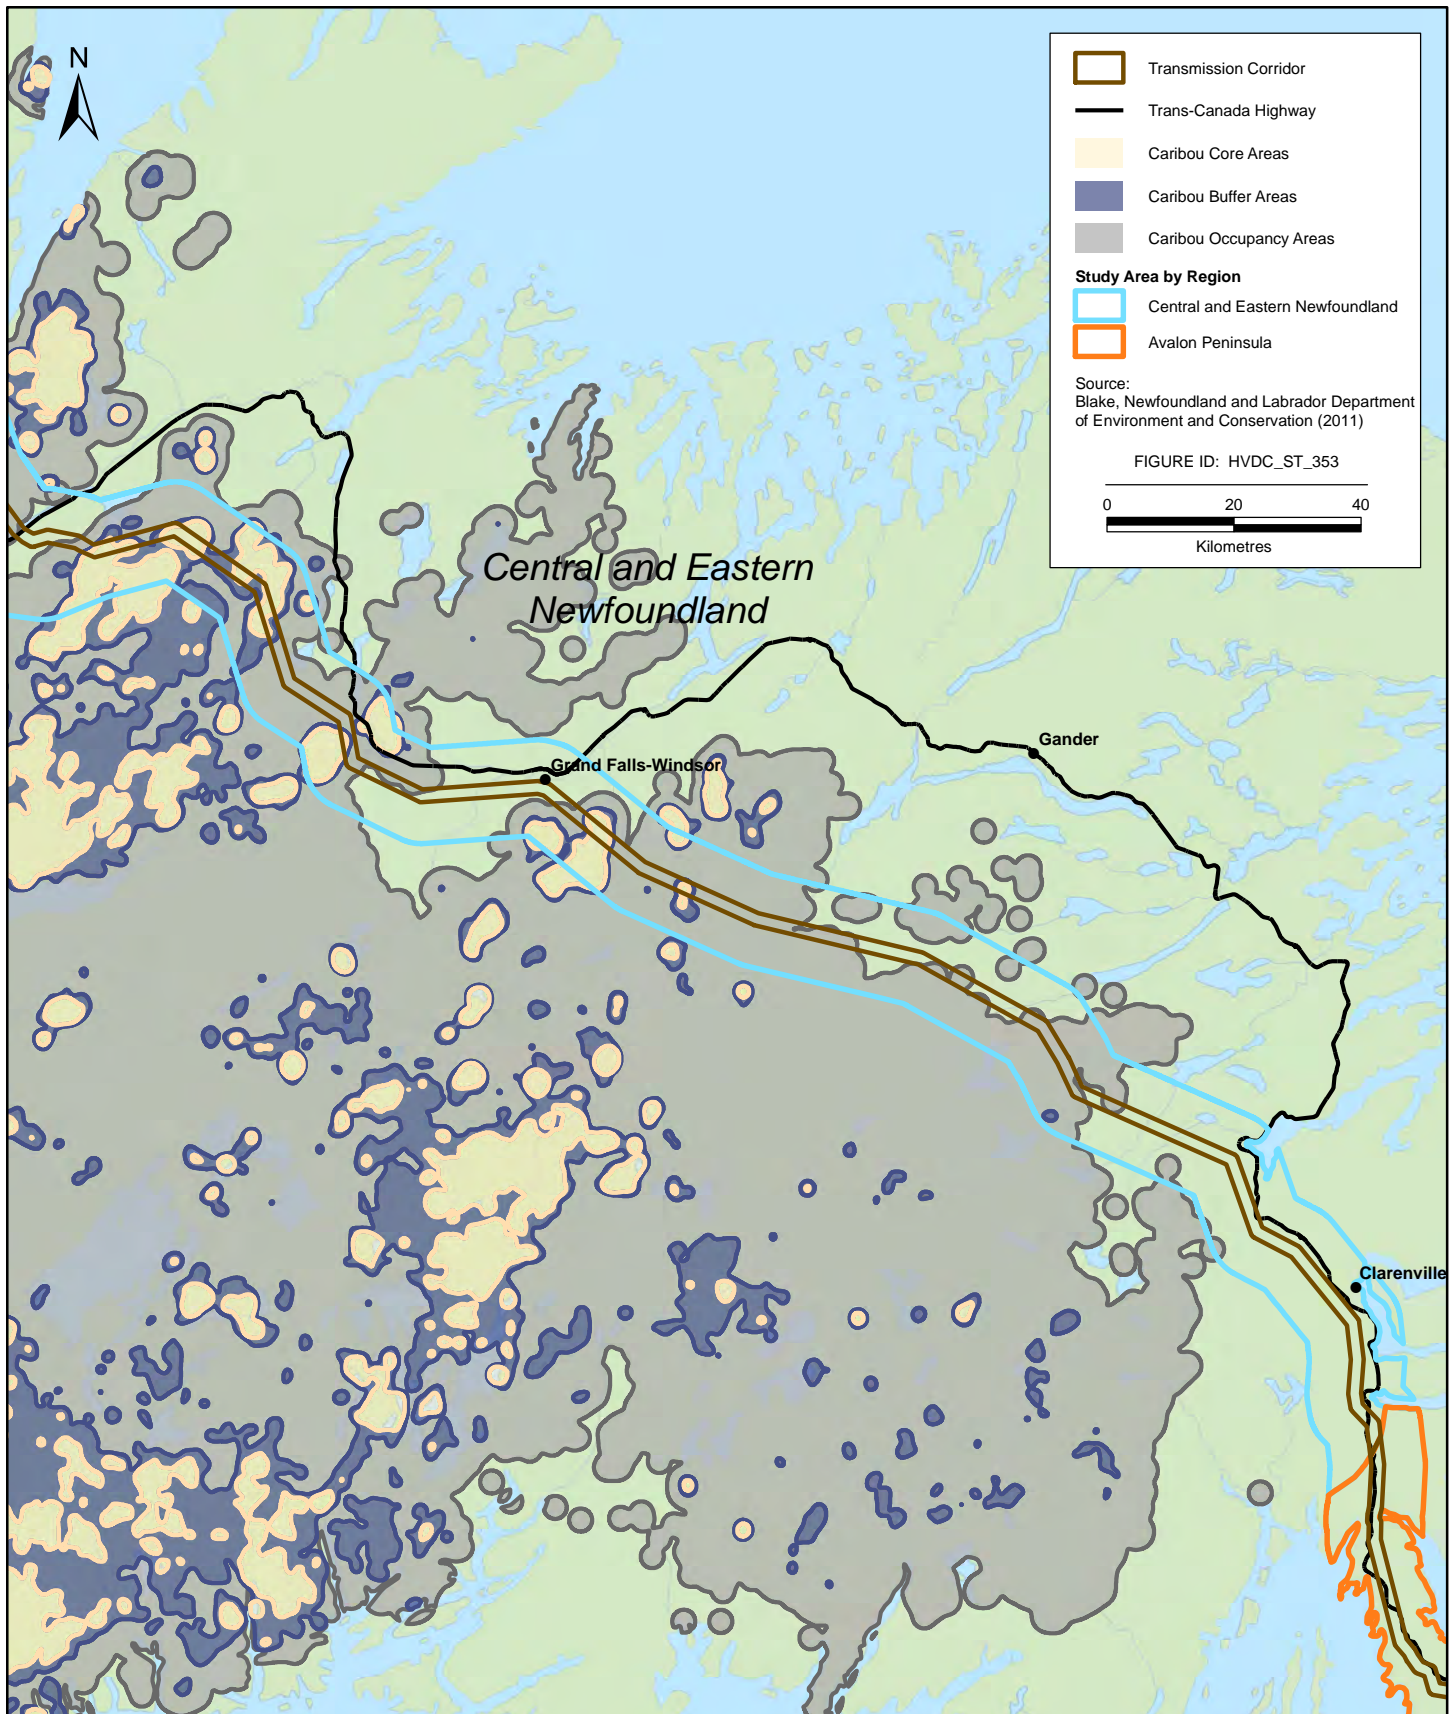 N
Transmission Corridor
Trans-Canada Highway
Caribou Core Areas
Caribou Buffer Areas
Caribou Occupancy Areas
Study Area by Region
Central and Eastern Newfoundland
Avalon Peninsula
Source:
Blake, Newfoundland and Labrador Department
of Environment and Conservation (2011)
FIGURE ID: HVDC_ST_353
0 20 40
Kilometres
Central and Eastern
Newfoundland
Gander
Grand Falls-Windsor
Clarenville